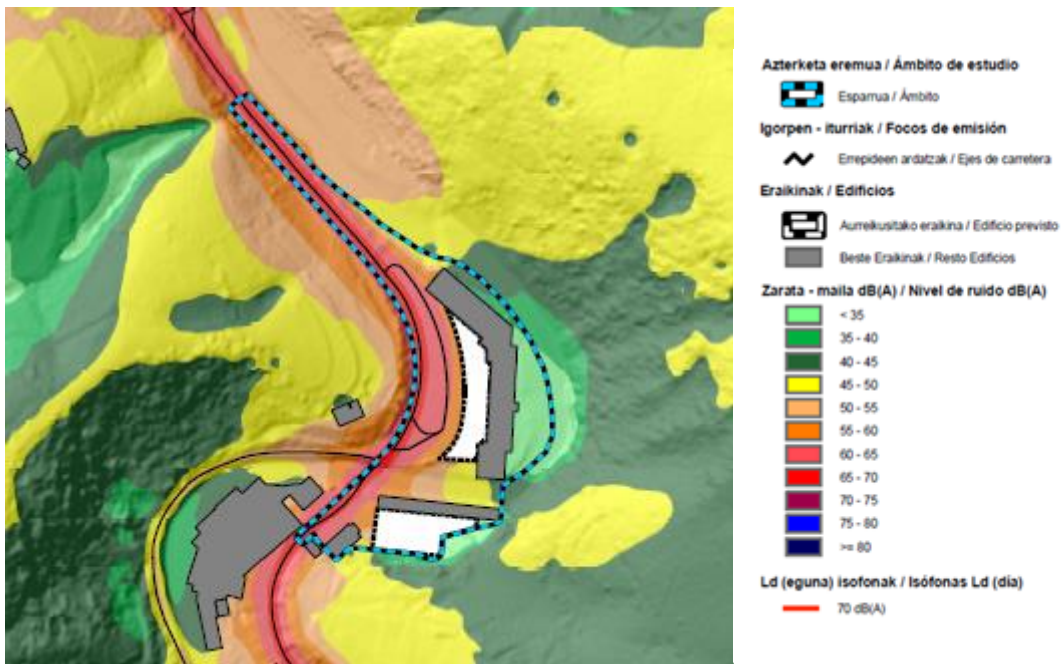 Azterketa eremua / Ámbito de estudio
Esparrua / Ámbito
Igorpen - iturriak / Focos de emisión
Errepideen ardatzak / Ejes de carretera
Eraikinak / Edificios
Aurreikusitako eraikina / Edificio previsto
Beste Eraikinak / Resto Edificios
Zarata - maila dB(A) / Nivel de ruido dB(A)
< 35
35 - 40
40 - 45
45 - 50
50 - 55
55 - 60
60 - 65
65 - 70
70 - 75
75 - 80
>= 80
Ld (eguna) isofonak / Isófonas Ld (día)
70 dB(A)